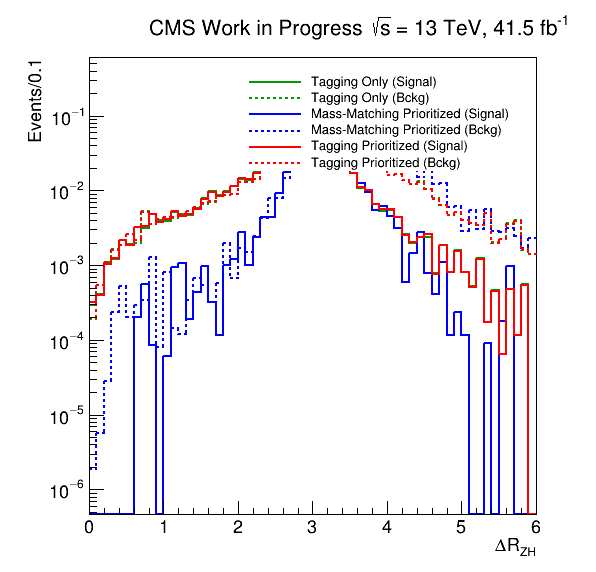 CMS Work in Progress √s = 13 TeV, 41.5 fb⁻¹
Events/0.1
Tagging Only (Signal)
Tagging Only (Bckg)
Mass-Matching Prioritized (Signal)
Mass-Matching Prioritized (Bckg)
Tagging Prioritized (Signal)
Tagging Prioritized (Bckg)
10⁻¹
10⁻²
10⁻³
10⁻⁴
10⁻⁵
10⁻⁶
0 1 2 3 4 5 6
ΔR_ZH